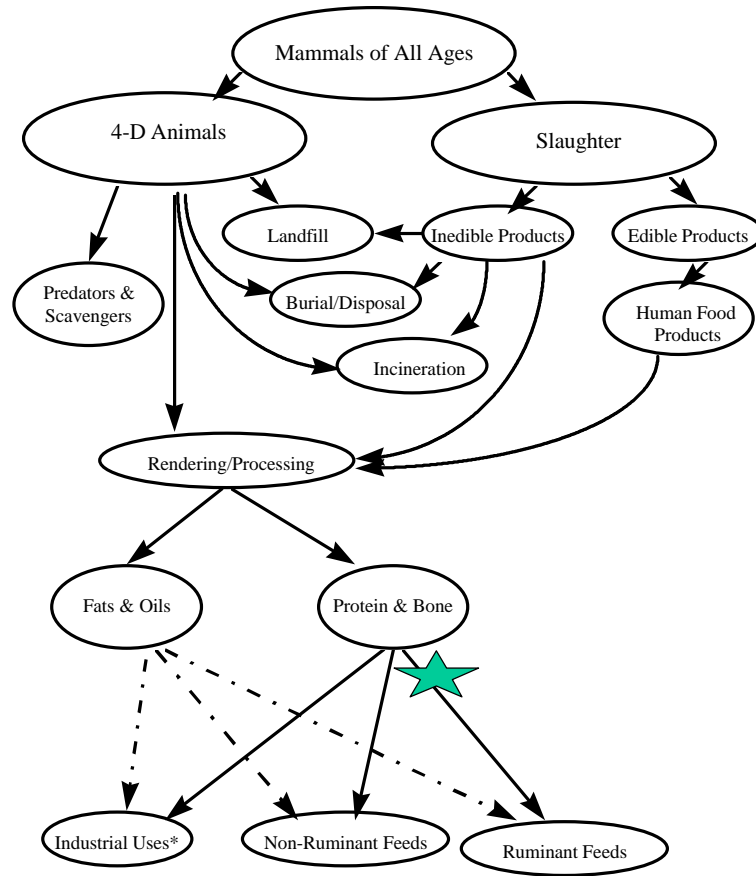 Mammals of All Ages
4-D Animals
Slaughter
Landfill
Inedible Products
Edible Products
Predators &
Scavengers
Burial/Disposal
Human Food
Products
Incineration
Rendering/Processing
Fats & Oils
Protein & Bone
Industrial Uses*
Non-Ruminant Feeds
Ruminant Feeds